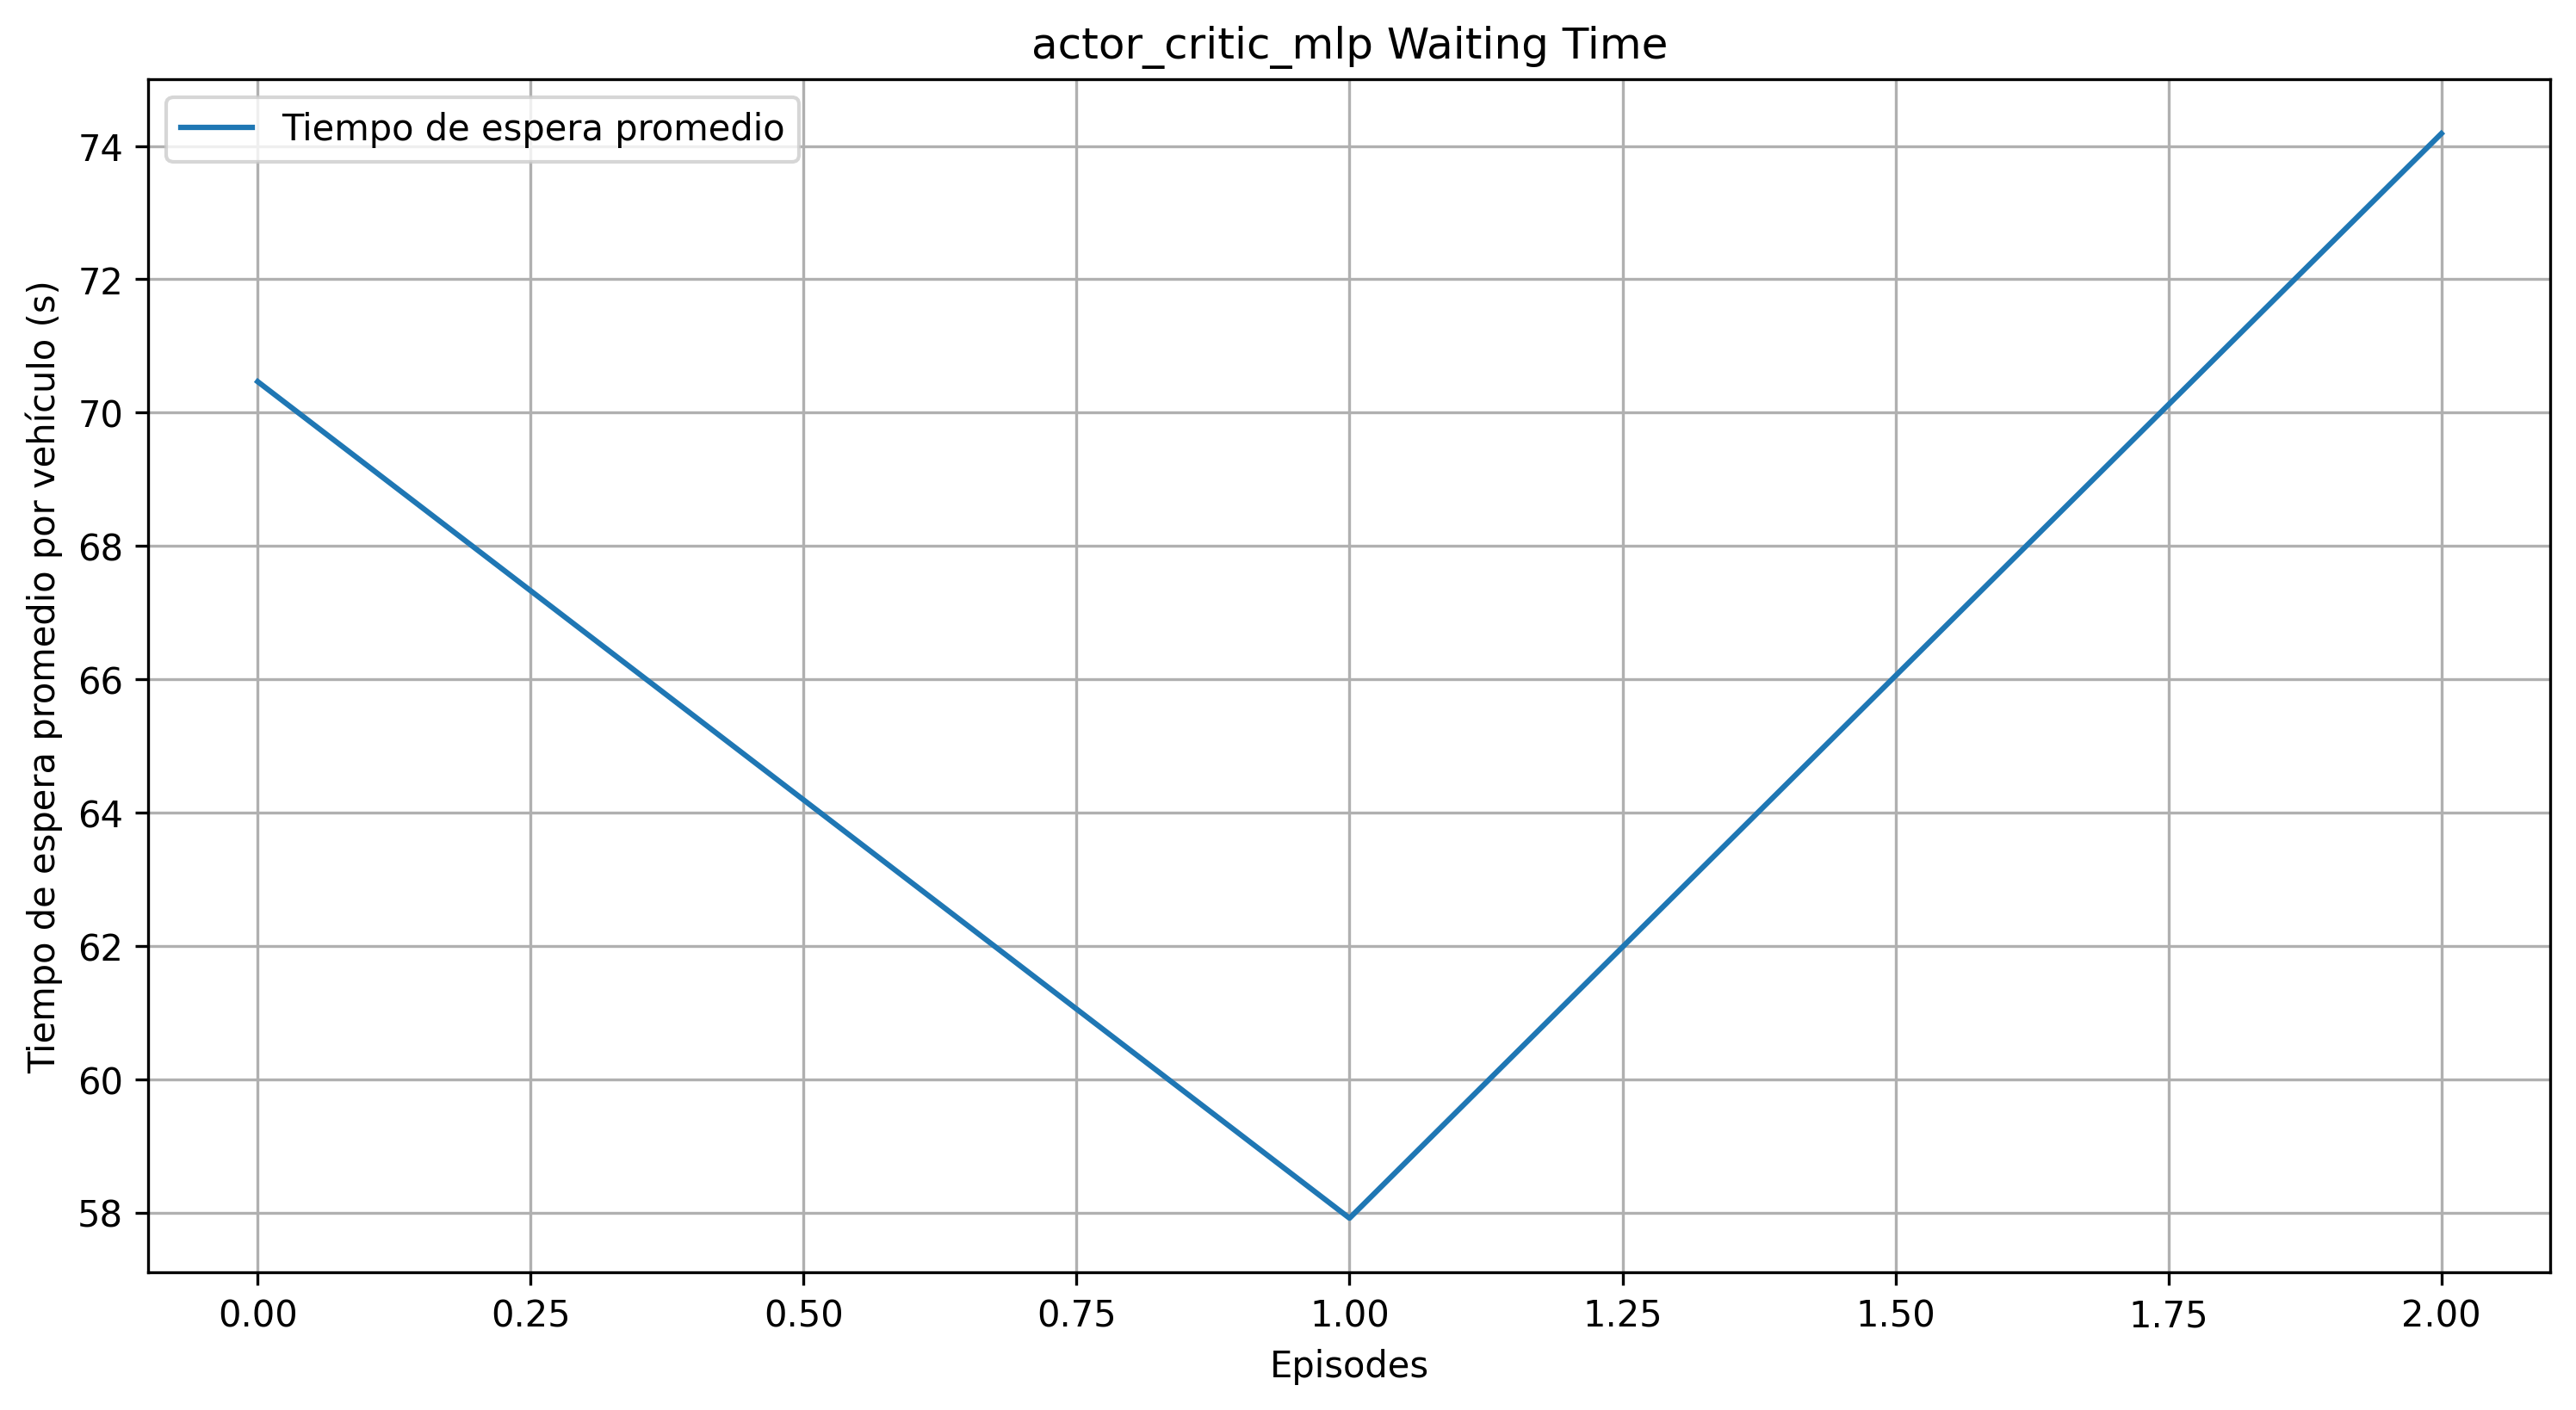 actor_critic_mlp Waiting Time
Tiempo de espera promedio
Tiempo de espera promedio por vehículo (s)
74
72
70
68
66
64
62
60
58
0.00 0.25 0.50 0.75 1.00 1.25 1.50 1.75 2.00
Episodes